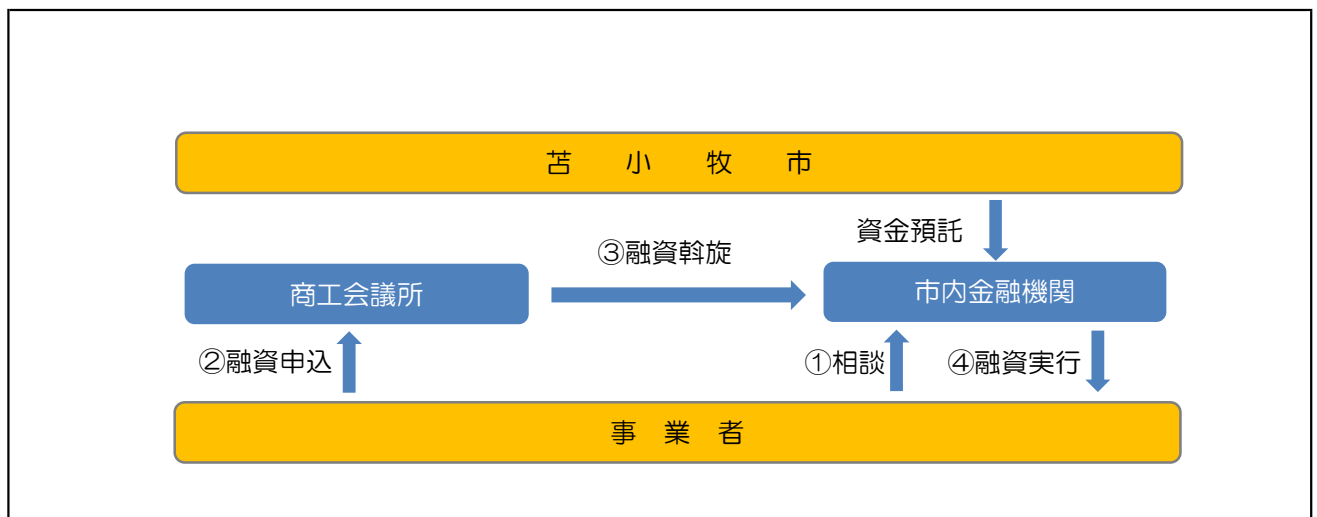 苫 小 牧 市
資金預託
③融資斡旋
商工会議所
市内金融機関
②融資申込
①相談
④融資実行
事 業 者